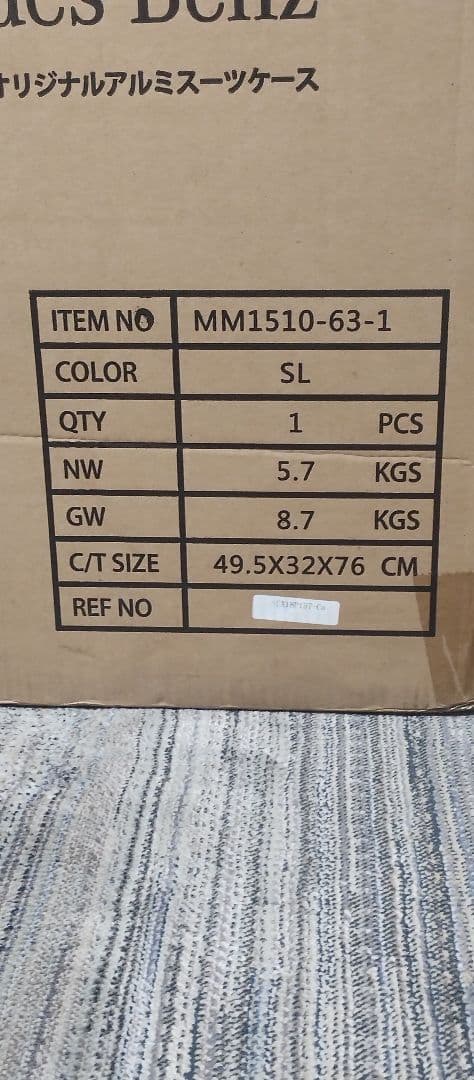 des Benz
オリジナルアルミスーツケース
ITEM NO MM1510-63-1
COLOR SL
QTY 1 PCS
NW 5.7 KGS
GW 8.7 KGS
C/T SIZE 49.5X32X76 CM
REF NO